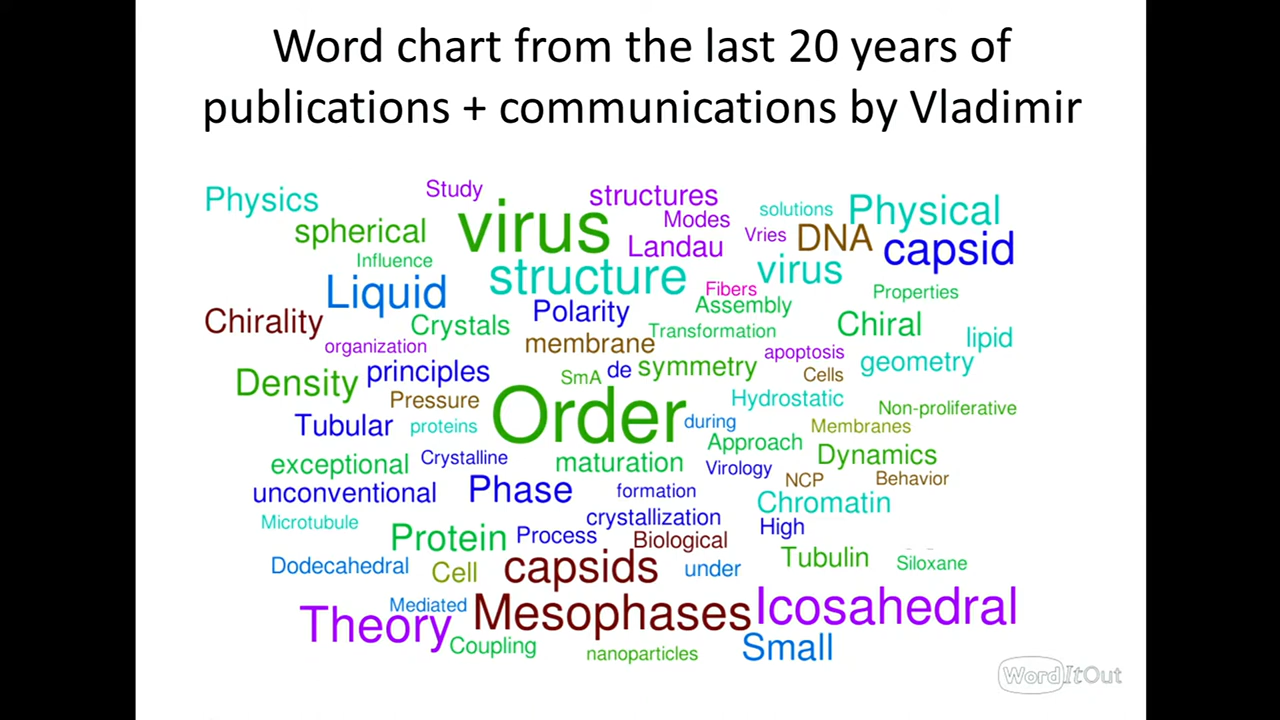 Word chart from the last 20 years of
publications + communications by Vladimir
Physics Study structures solutions Physical
spherical virus Modes Vries DNA capsid
Influence Landau
Liquid structure virus
Fibers Properties
Chirality Crystals Polarity Assembly Chiral lipid
organization membrane Transformation apoptosis geometry
Density principles SmA de symmetry Cells
Pressure Order Hydrostatic Non-proliferative
Tubular proteins during Membranes
exceptional Crystalline maturation Approach Dynamics
unconventional Phase formation Virology NCP Behavior
Microtubule crystallization High Chromatin
Protein Process Biological
Dodecahedral Cell capsids under Tubulin Siloxane
Theory Mediated Mesophases Icosahedral
Coupling nanoparticles Small
WordItOut